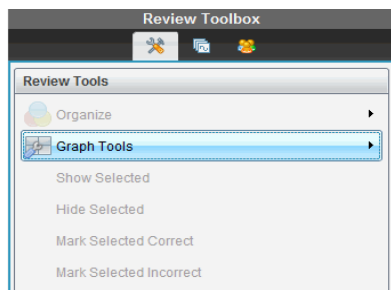 Review Toolbox
Review Tools
Organize
Graph Tools
Show Selected
Hide Selected
Mark Selected Correct
Mark Selected Incorrect